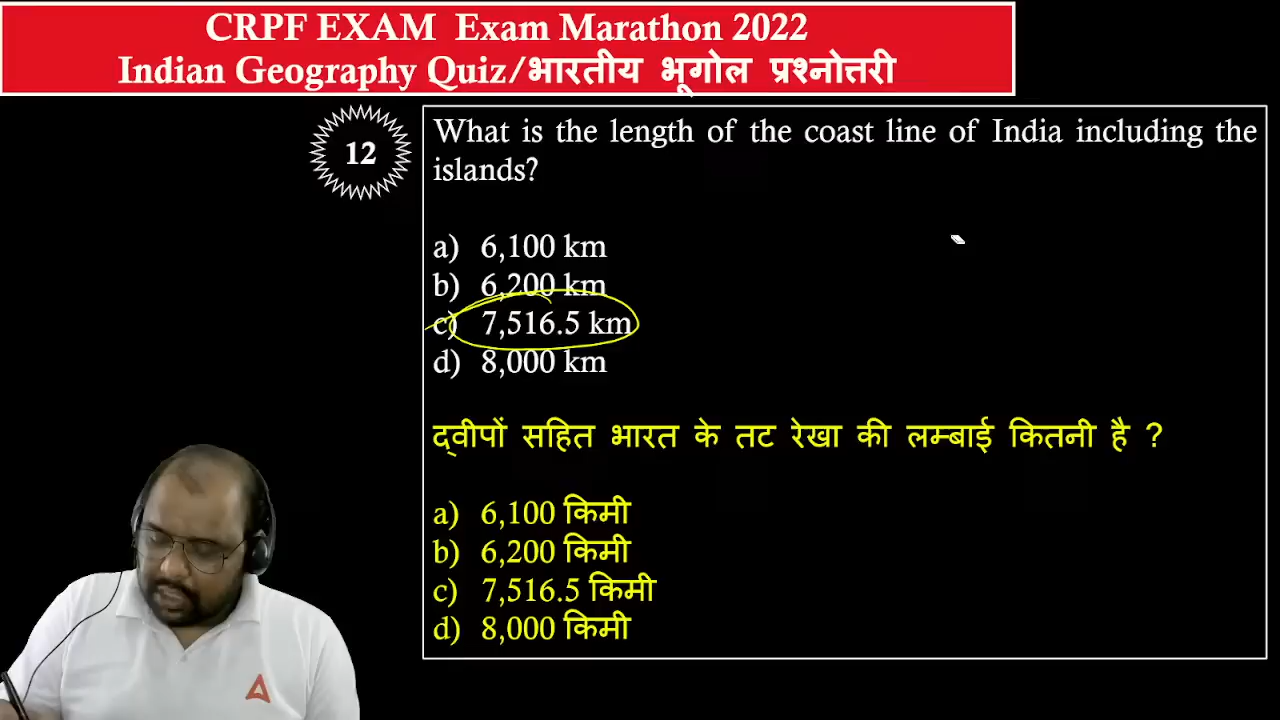 CRPF EXAM Exam Marathon 2022
Indian Geography Quiz/भारतीय भूगोल प्रश्नोत्तरी
12
What is the length of the coast line of India including the
islands?
a) 6,100 km
b) 6,200 km
c) 7,516.5 km
d) 8,000 km
द्वीपों सहित भारत के तट रेखा की लम्बाई कितनी है ?
a) 6,100 किमी
b) 6,200 किमी
c) 7,516.5 किमी
d) 8,000 किमी